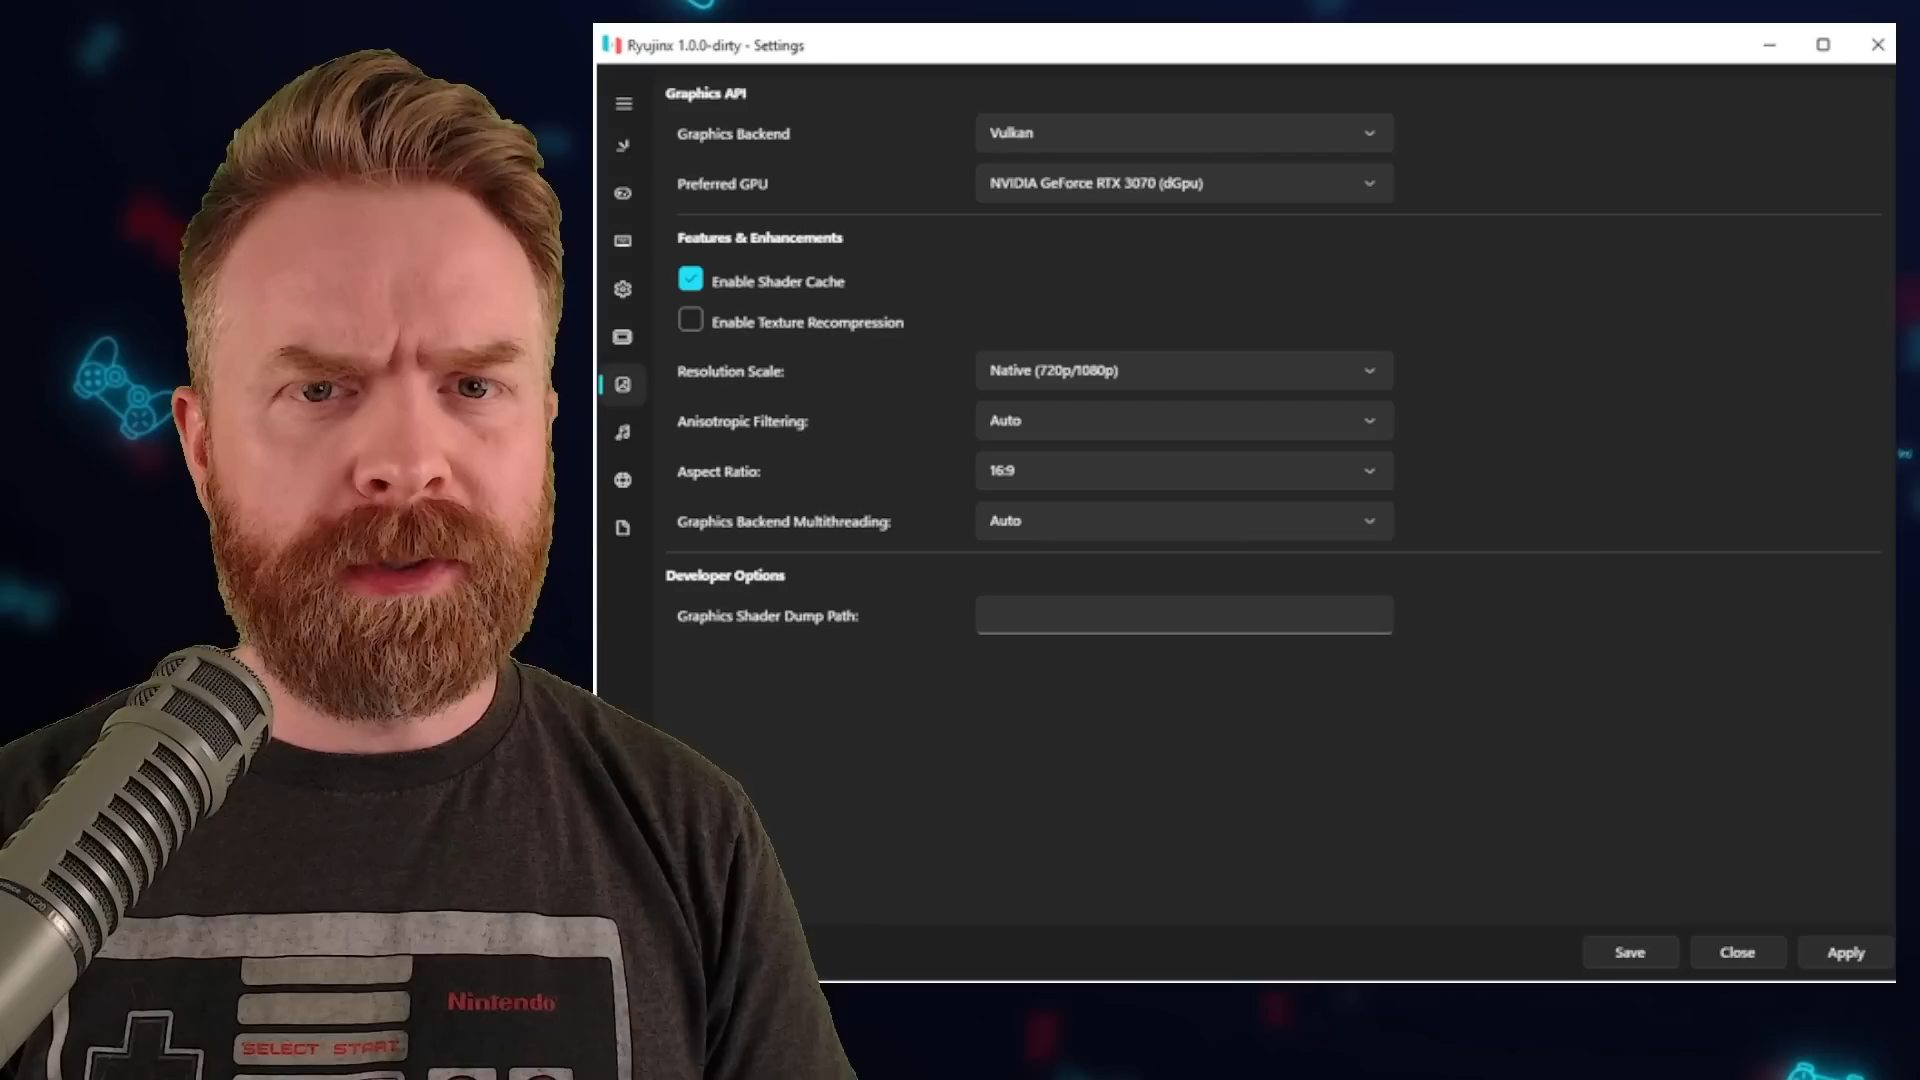 Ryujinx 1.0.0-dirty - Settings
Graphics API
Graphics Backend
Vulkan
Preferred GPU
NVIDIA GeForce RTX 3070 (dGpu)
Features & Enhancements
Enable Shader Cache
Enable Texture Recompression
Resolution Scale:
Native (720p/1080p)
Anisotropic Filtering:
Auto
Aspect Ratio:
16:9
Graphics Backend Multithreading:
Auto
Developer Options
Graphics Shader Dump Path:
Save
Close
Apply
RE20
Nintendo
SELECT START